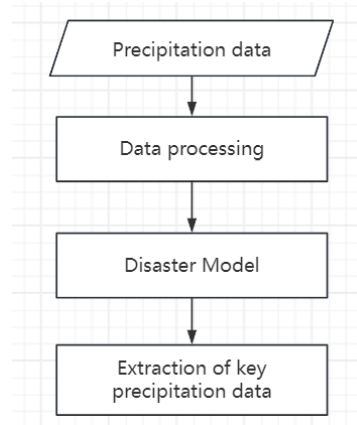 Precipitation data
Data processing
Disaster Model
Extraction of key
precipitation data